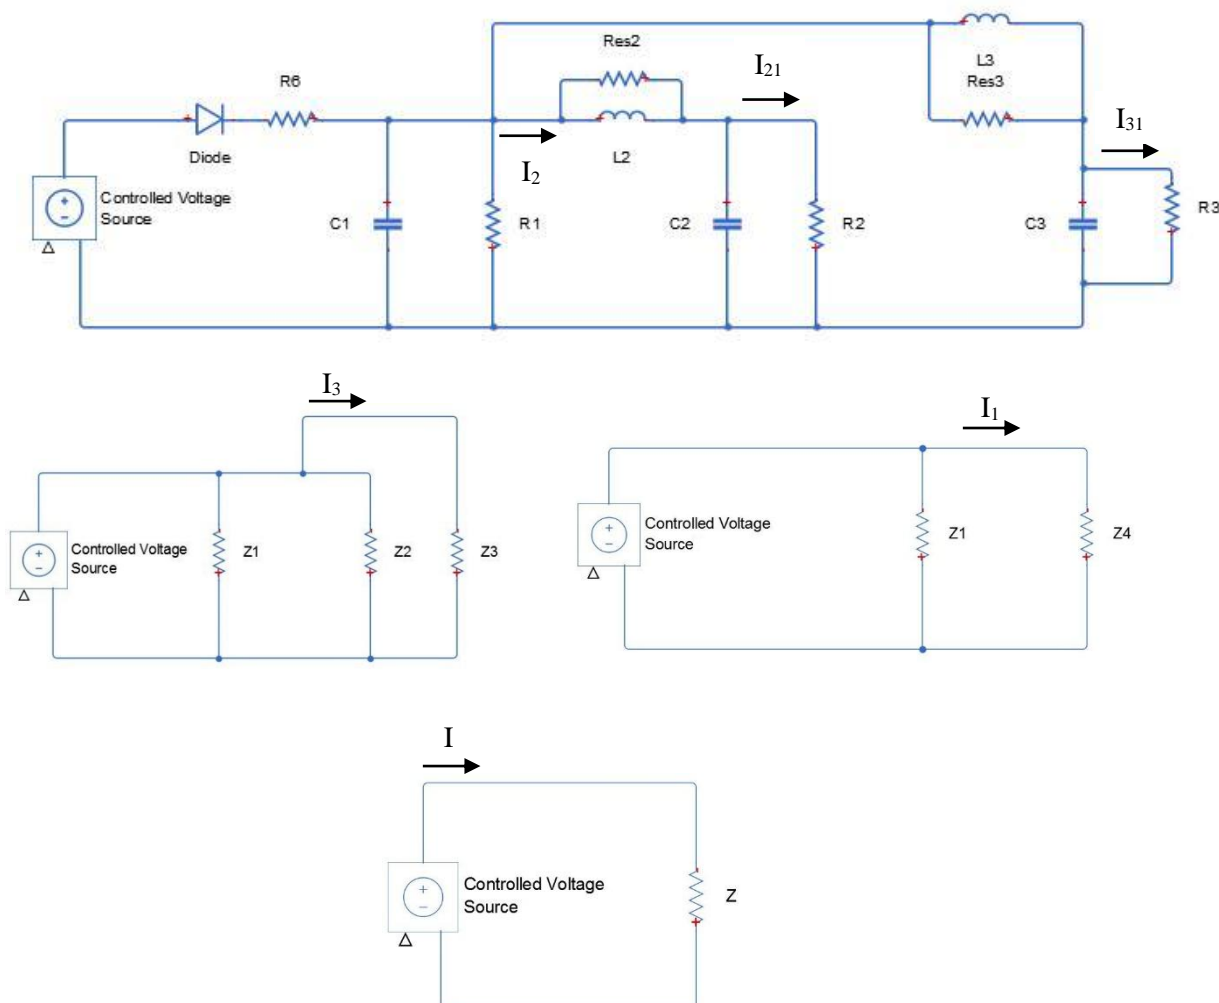 Res2
I21
L3
Res3
R6
I31
Diode
I2
L2
Controlled Voltage
Source
C1
R1
C2
R2
C3
R3
Δ
I3
I1
Controlled Voltage
Source
Z1
Z2
Z3
Δ
Controlled Voltage
Source
Z1
Z4
Δ
I
Controlled Voltage
Source
Z
Δ